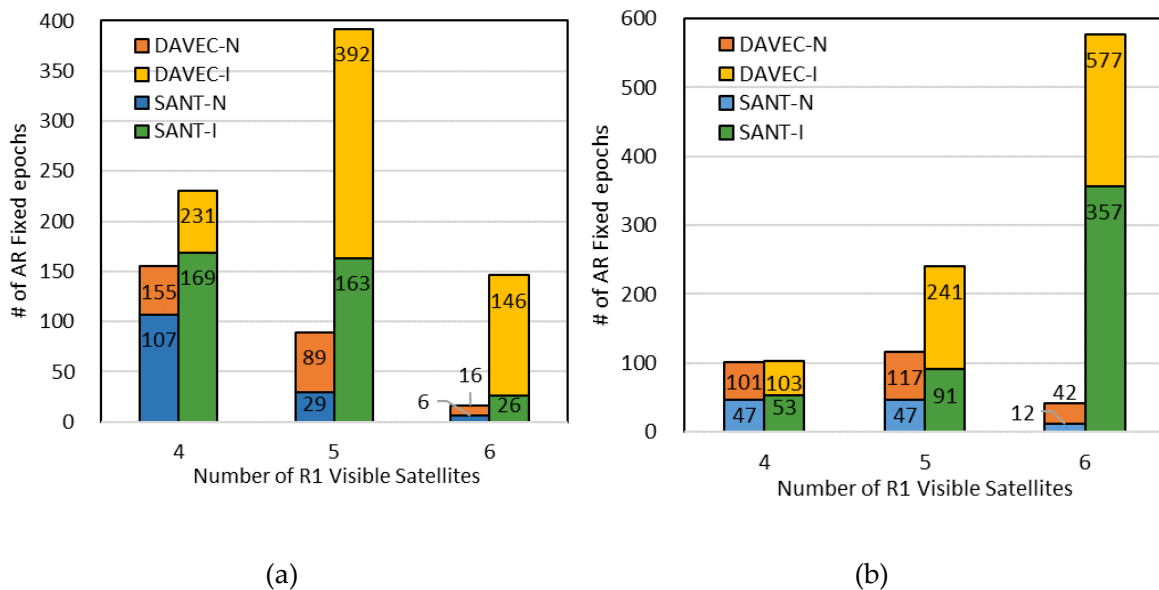 400
350
300
250
200
150
100
50
0
# of AR Fixed epochs
DAVEC-N
DAVEC-I
SANT-N
SANT-I
155
107
231
169
89
29
392
163
16
6
146
26
4 5 6
Number of R1 Visible Satellites
(a)
600
500
400
300
200
100
0
# of AR Fixed epochs
DAVEC-N
DAVEC-I
SANT-N
SANT-I
101
47
103
53
117
47
241
91
42
12
577
357
4 5 6
Number of R1 Visible Satellites
(b)